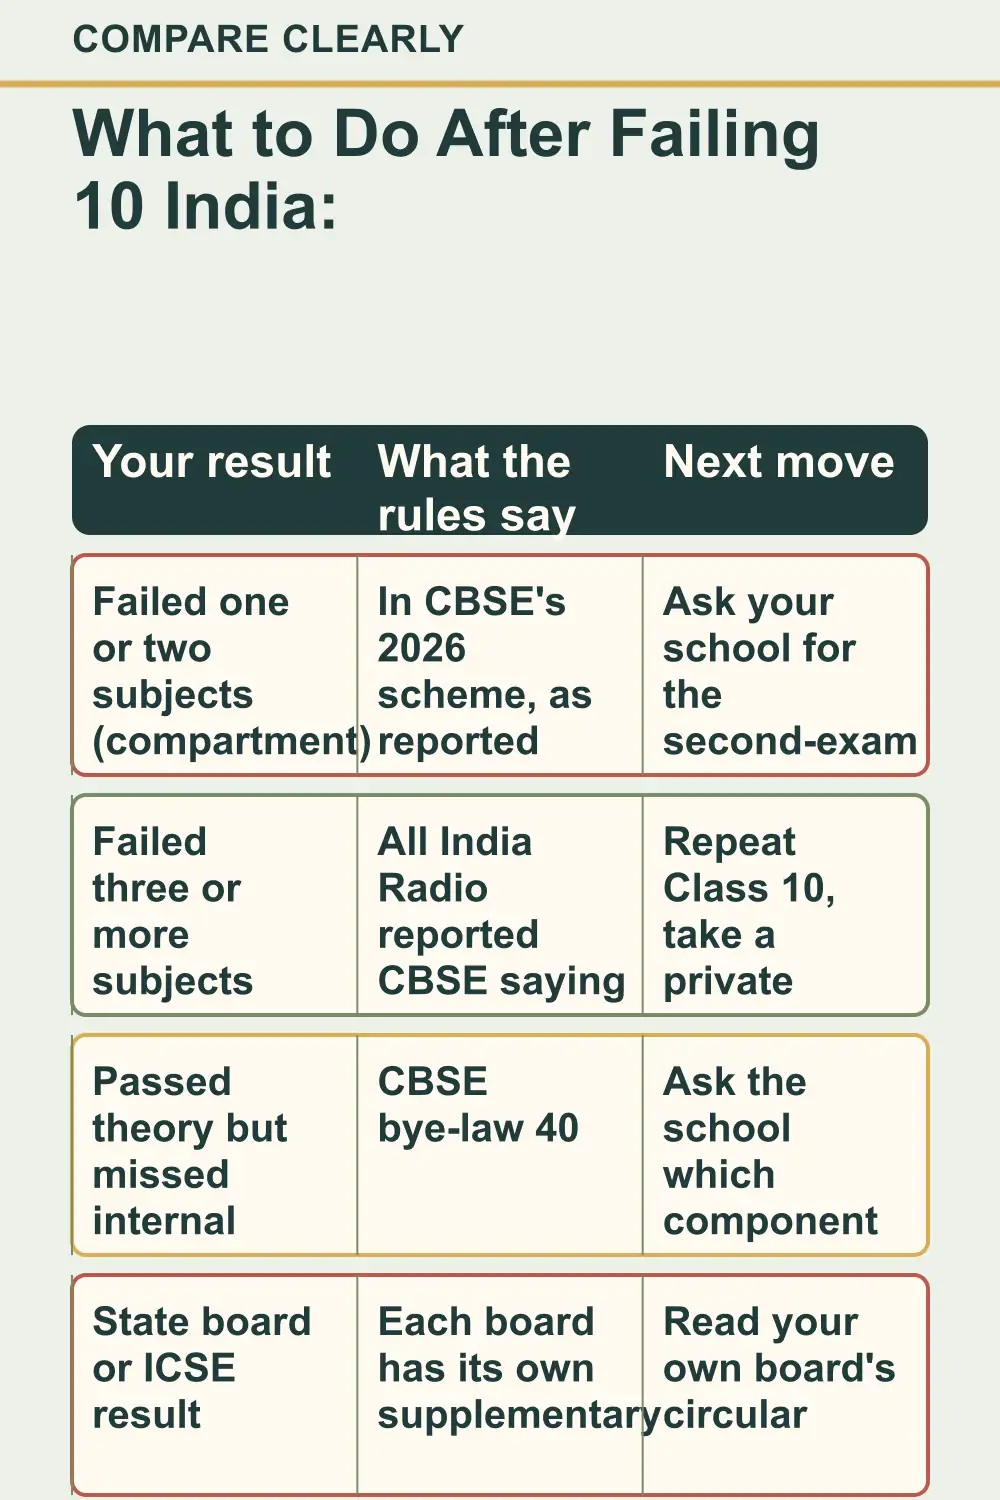 COMPARE CLEARLY
What to Do After Failing
10 India:
Your result
What the
rules say
Next move
Failed one
or two
subjects
(compartment)
In CBSE's
2026
scheme, as
reported
Ask your
school for
the
second-exam
Failed
three or
more
subjects
All India
Radio
reported
CBSE saying
Repeat
Class 10,
take a
private
Passed
theory but
missed
internal
CBSE
bye-law 40
Ask the
school
which
component
State board
or ICSE
result
Each board
has its own
supplementary
Read your
own board's
circular